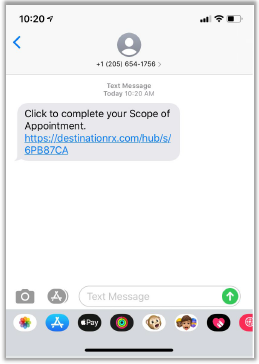 10:20
+1 (205) 654-1756 >
Text Message
Today 10:20 AM
Click to complete your Scope of
Appointment.
https://destinationrx.com/hub/s/
6PB87CA
Text Message
Pay